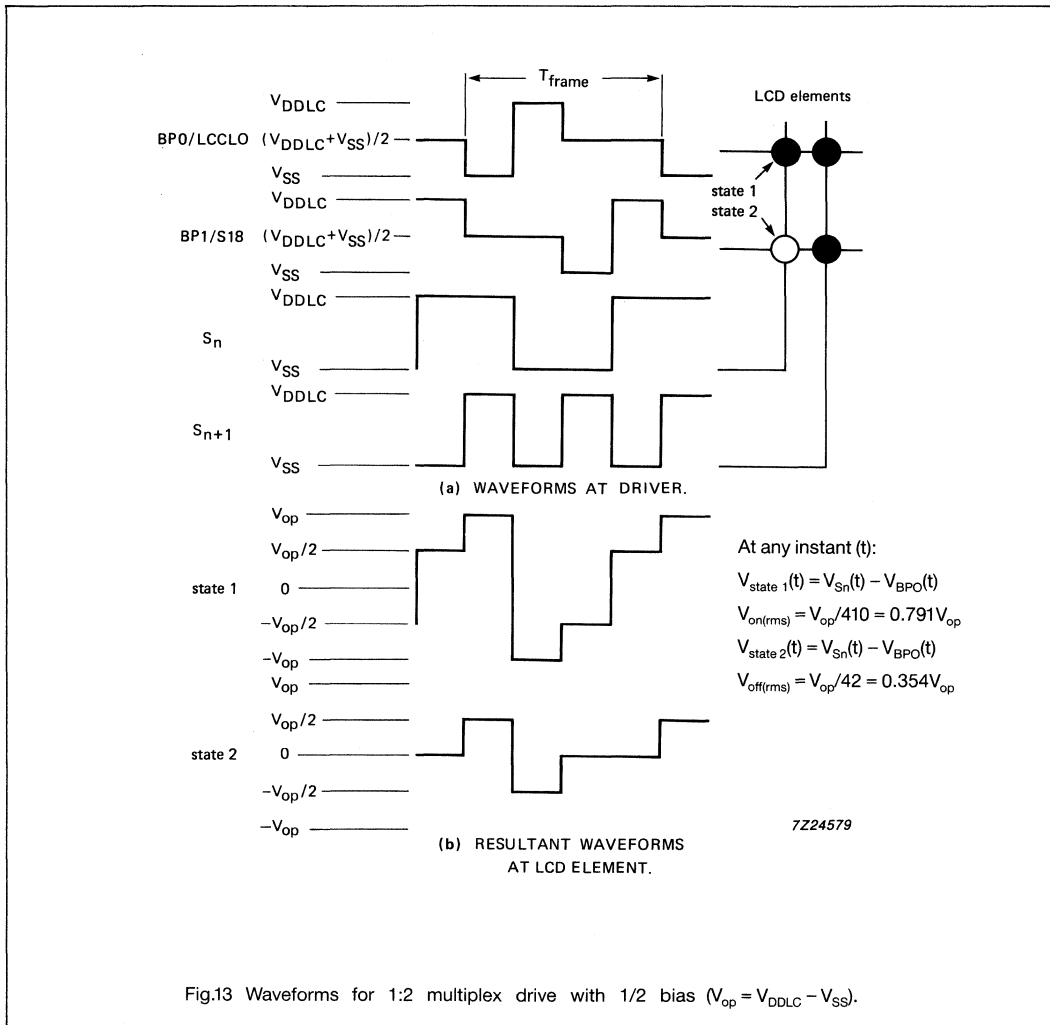 T_frame
LCD elements
V_DDLC
BP0/LCCLO (V_DDLC+V_SS)/2
V_SS
state 1
state 2
V_DDLC
BP1/S18 (V_DDLC+V_SS)/2
V_SS
V_DDLC
S_n
V_SS
V_DDLC
S_n+1
V_SS
(a) WAVEFORMS AT DRIVER.
V_op
V_op/2
state 1 0
-V_op/2
-V_op
At any instant (t):
V_state 1(t) = V_Sn(t) – V_BPO(t)
V_on(rms) = V_op/410 = 0.791V_op
V_state 2(t) = V_Sn(t) – V_BPO(t)
V_off(rms) = V_op/42 = 0.354V_op
V_op
V_op/2
state 2 0
-V_op/2
-V_op
7Z24579
(b) RESULTANT WAVEFORMS
AT LCD ELEMENT.
Fig.13 Waveforms for 1:2 multiplex drive with 1/2 bias (V_op = V_DDLC – V_SS).